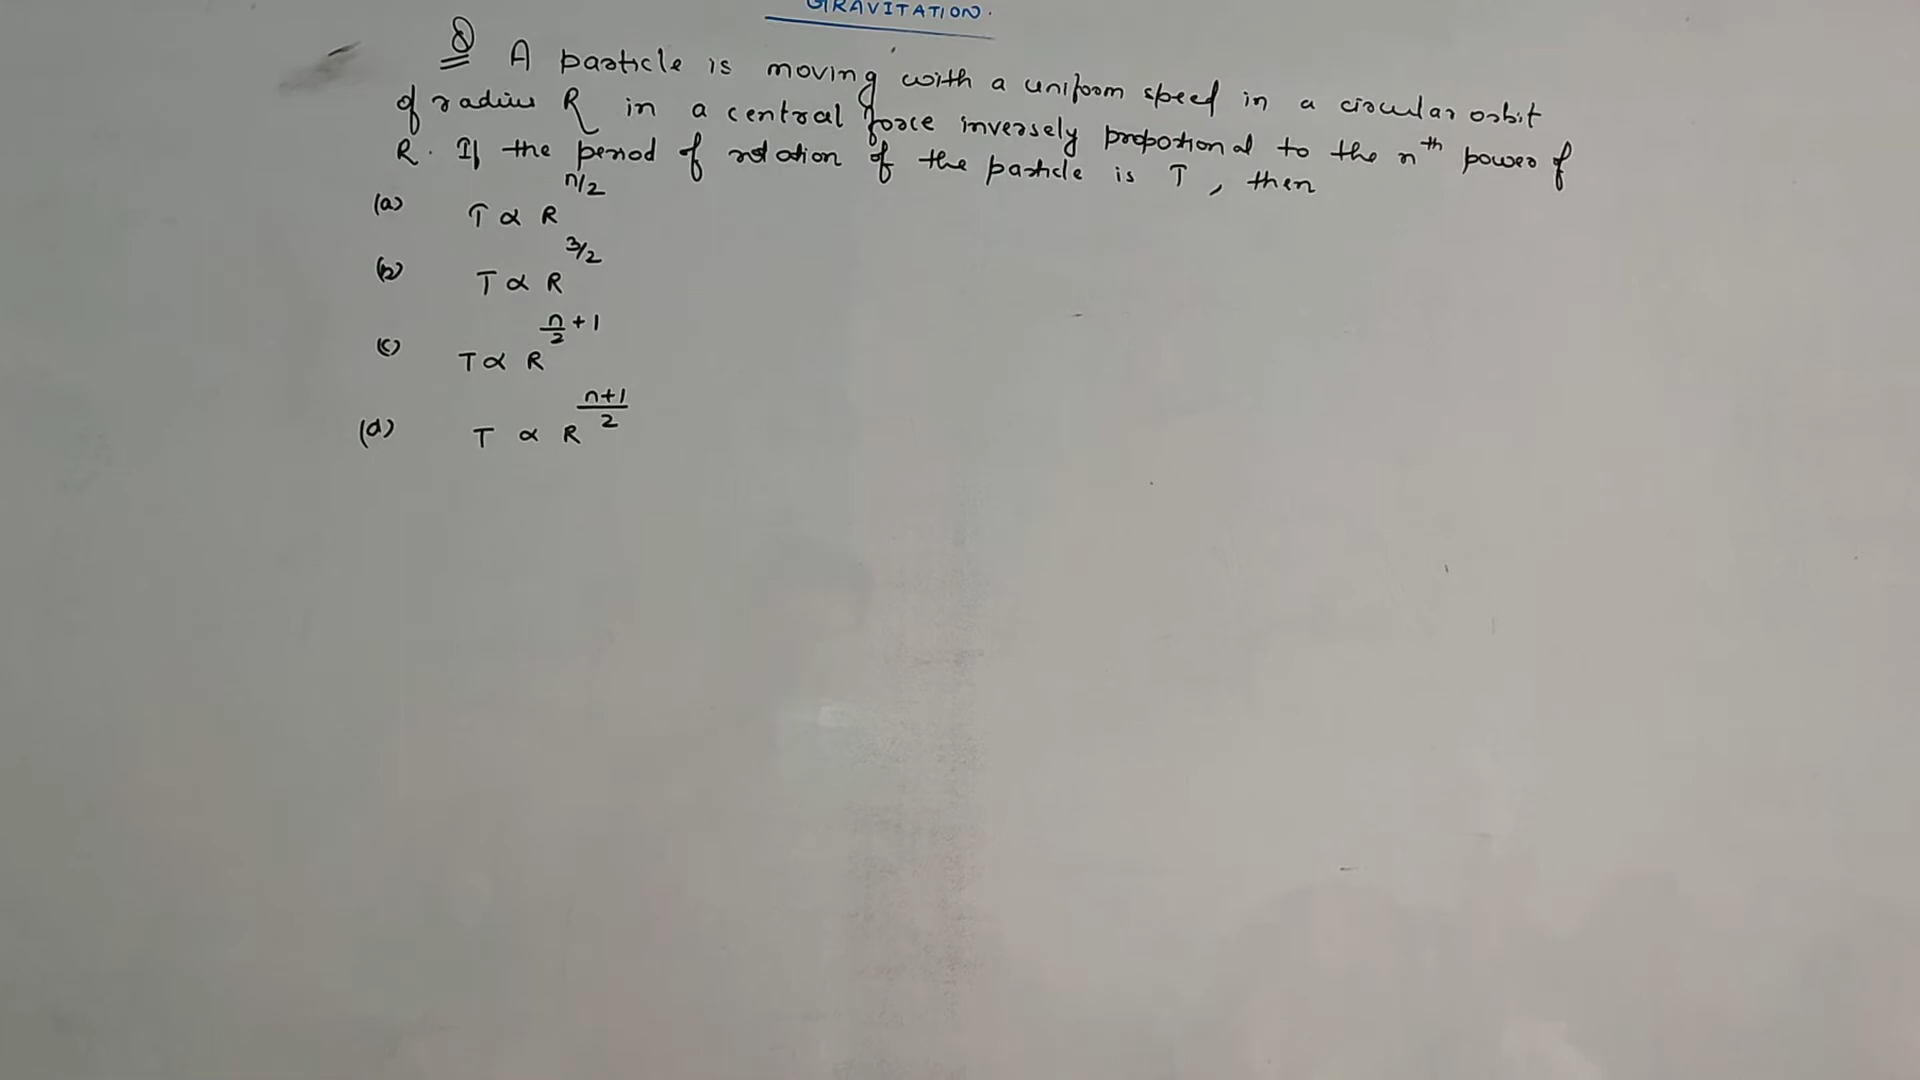 GRAVITATION.
Q A particle is moving with a uniform speed in a circular orbit
of radius R in a central force inversely proportional to the nth power of
R. If the period of rotation of the particle is T, then
(a) T ∝ R^n/2
(b) T ∝ R^3/2
(c) T ∝ R^n/2 + 1
(d) T ∝ R^n+1/2